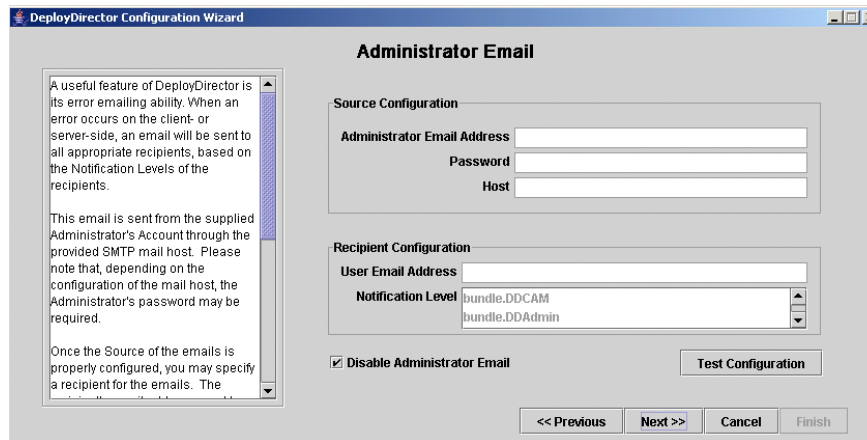 DeployDirector Configuration Wizard
Administrator Email
A useful feature of DeployDirector is
its error emailing ability. When an
error occurs on the client- or
server-side, an email will be sent to
all appropriate recipients, based on
the Notification Levels of the
recipients.
This email is sent from the supplied
Administrator's Account through the
provided SMTP mail host. Please
note that, depending on the
configuration of the mail host, the
Administrator's password may be
required.
Once the Source of the emails is
properly configured, you may specify
a recipient for the emails. The
Source Configuration
Administrator Email Address
Password
Host
Recipient Configuration
User Email Address
Notification Level
bundle.DDCAM
bundle.DDAdmin
Disable Administrator Email
Test Configuration
<< Previous
Next >>
Cancel
Finish